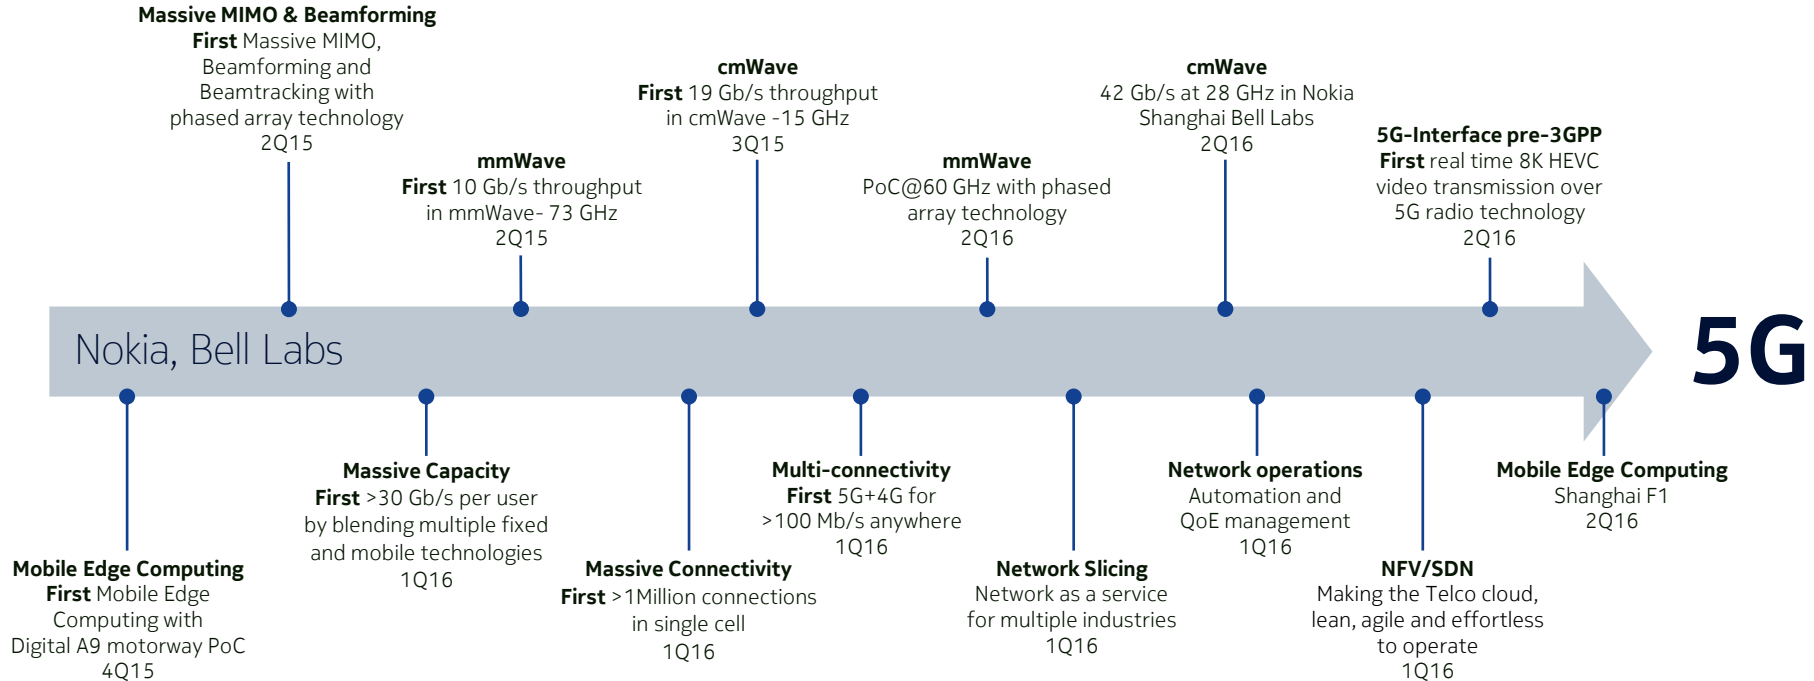 Massive MIMO & Beamforming
First Massive MIMO,
Beamforming and
Beamtracking with
phased array technology
2Q15
mmWave
First 10 Gb/s throughput
in mmWave- 73 GHz
2Q15
cmWave
First 19 Gb/s throughput
in cmWave -15 GHz
3Q15
mmWave
PoC@60 GHz with phased
array technology
2Q16
cmWave
42 Gb/s at 28 GHz in Nokia
Shanghai Bell Labs
2Q16
5G-Interface pre-3GPP
First real time 8K HEVC
video transmission over
5G radio technology
2Q16
Nokia, Bell Labs
5G
Mobile Edge Computing
First Mobile Edge
Computing with
Digital A9 motorway PoC
4Q15
Massive Capacity
First >30 Gb/s per user
by blending multiple fixed
and mobile technologies
1Q16
Massive Connectivity
First >1Million connections
in single cell
1Q16
Multi-connectivity
First 5G+4G for
>100 Mb/s anywhere
1Q16
Network Slicing
Network as a service
for multiple industries
1Q16
Network operations
Automation and
QoE management
1Q16
NFV/SDN
Making the Telco cloud,
lean, agile and effortless
to operate
1Q16
Mobile Edge Computing
Shanghai F1
2Q16